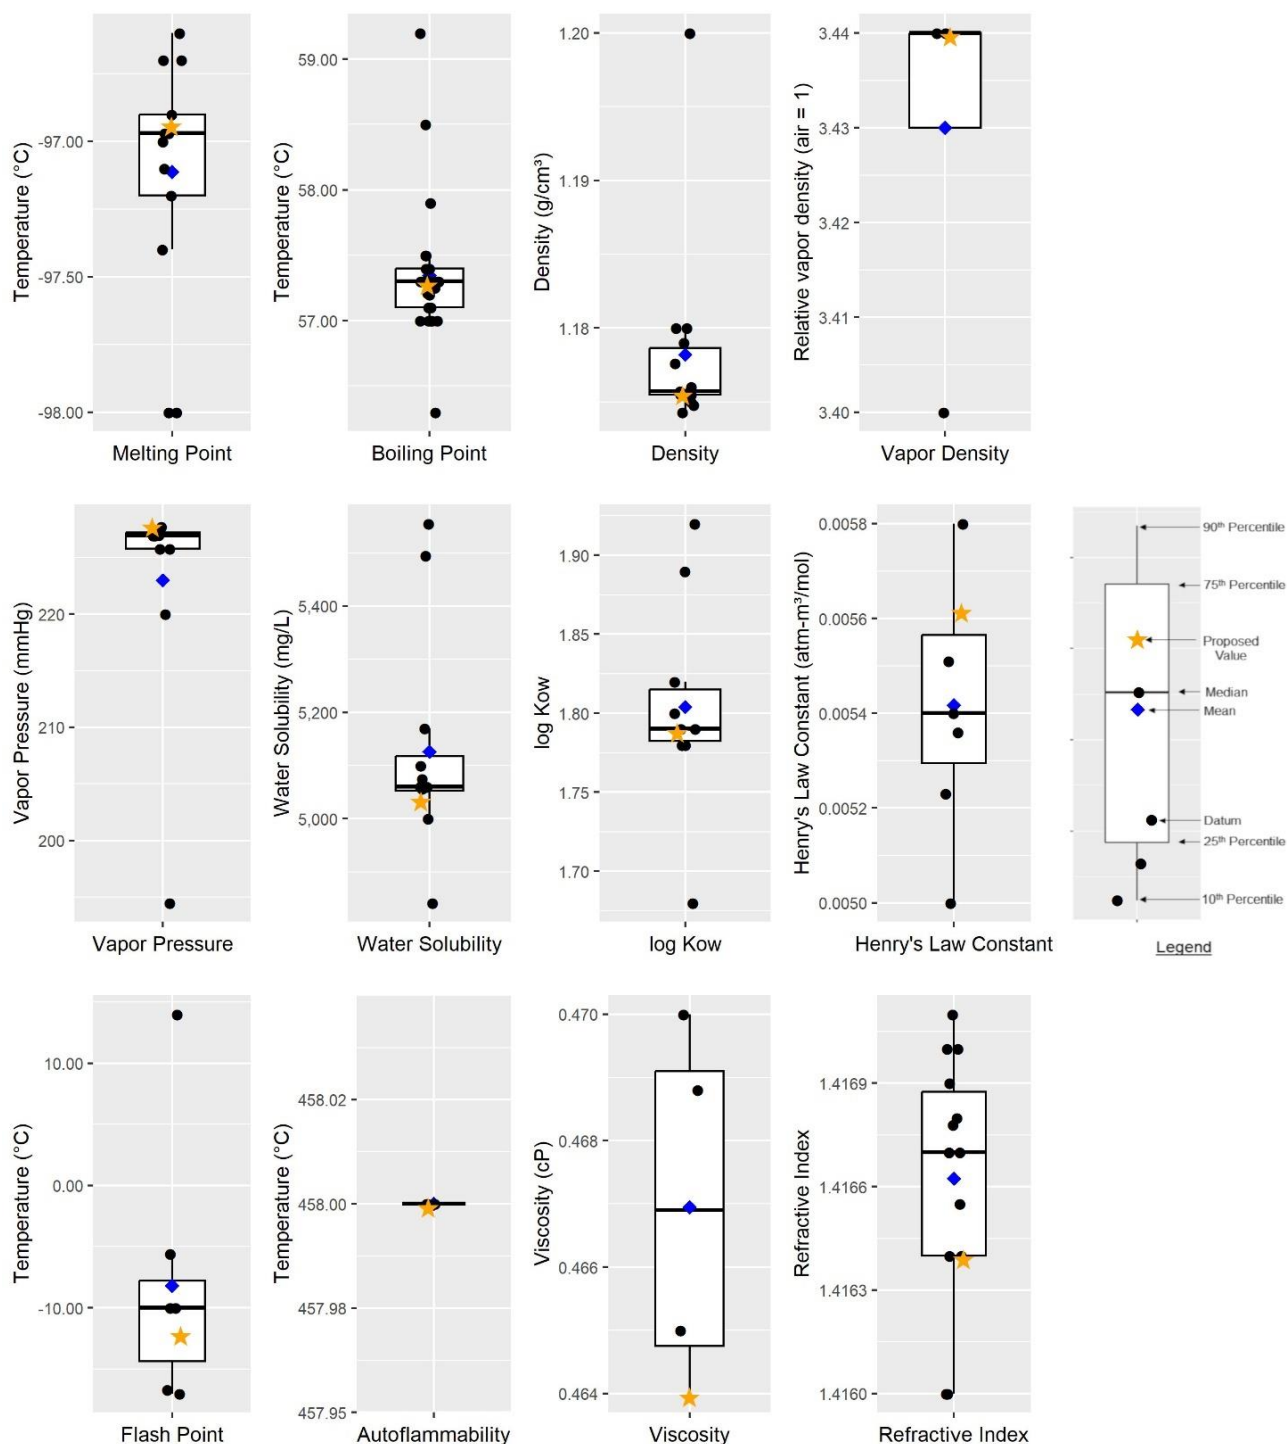 Temperature (°C)
-97.00
-97.50
-98.00
Melting Point
Temperature (°C)
59.00
58.00
57.00
Boiling Point
Density (g/cm³)
1.20
1.19
1.18
Density
Relative vapor density (air = 1)
3.44
3.43
3.42
3.41
3.40
Vapor Density
Vapor Pressure (mmHg)
220
210
200
Vapor Pressure
Water Solubility (mg/L)
5,400
5,200
5,000
Water Solubility
log Kow
1.90
1.85
1.80
1.75
1.70
log Kow
Henry's Law Constant (atm-m³/mol)
0.0058
0.0056
0.0054
0.0052
0.0050
Henry's Law Constant
90th Percentile
75th Percentile
Proposed
Value
Median
Mean
Datum
25th Percentile
10th Percentile
Legend
Temperature (°C)
10.00
0.00
-10.00
Flash Point
Temperature (°C)
458.02
458.00
457.98
457.95
Autoflammability
Viscosity (cP)
0.470
0.468
0.466
0.464
Viscosity
Refractive Index
1.4169
1.4166
1.4163
1.4160
Refractive Index